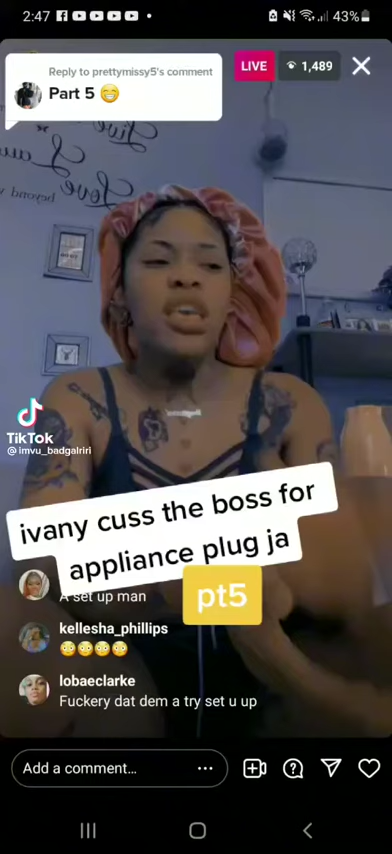 2:47
43%
Reply to prettymissy5's comment
Part 5 😁
LIVE
1,489
beyond
TikTok
@imvu_badgalriri
ivany cuss the boss for
appliance plug ja
pt5
A set up man
kellesha_phillips
😳😳😳😳
lobaeclarke
Fuckery dat dem a try set u up
Add a comment...